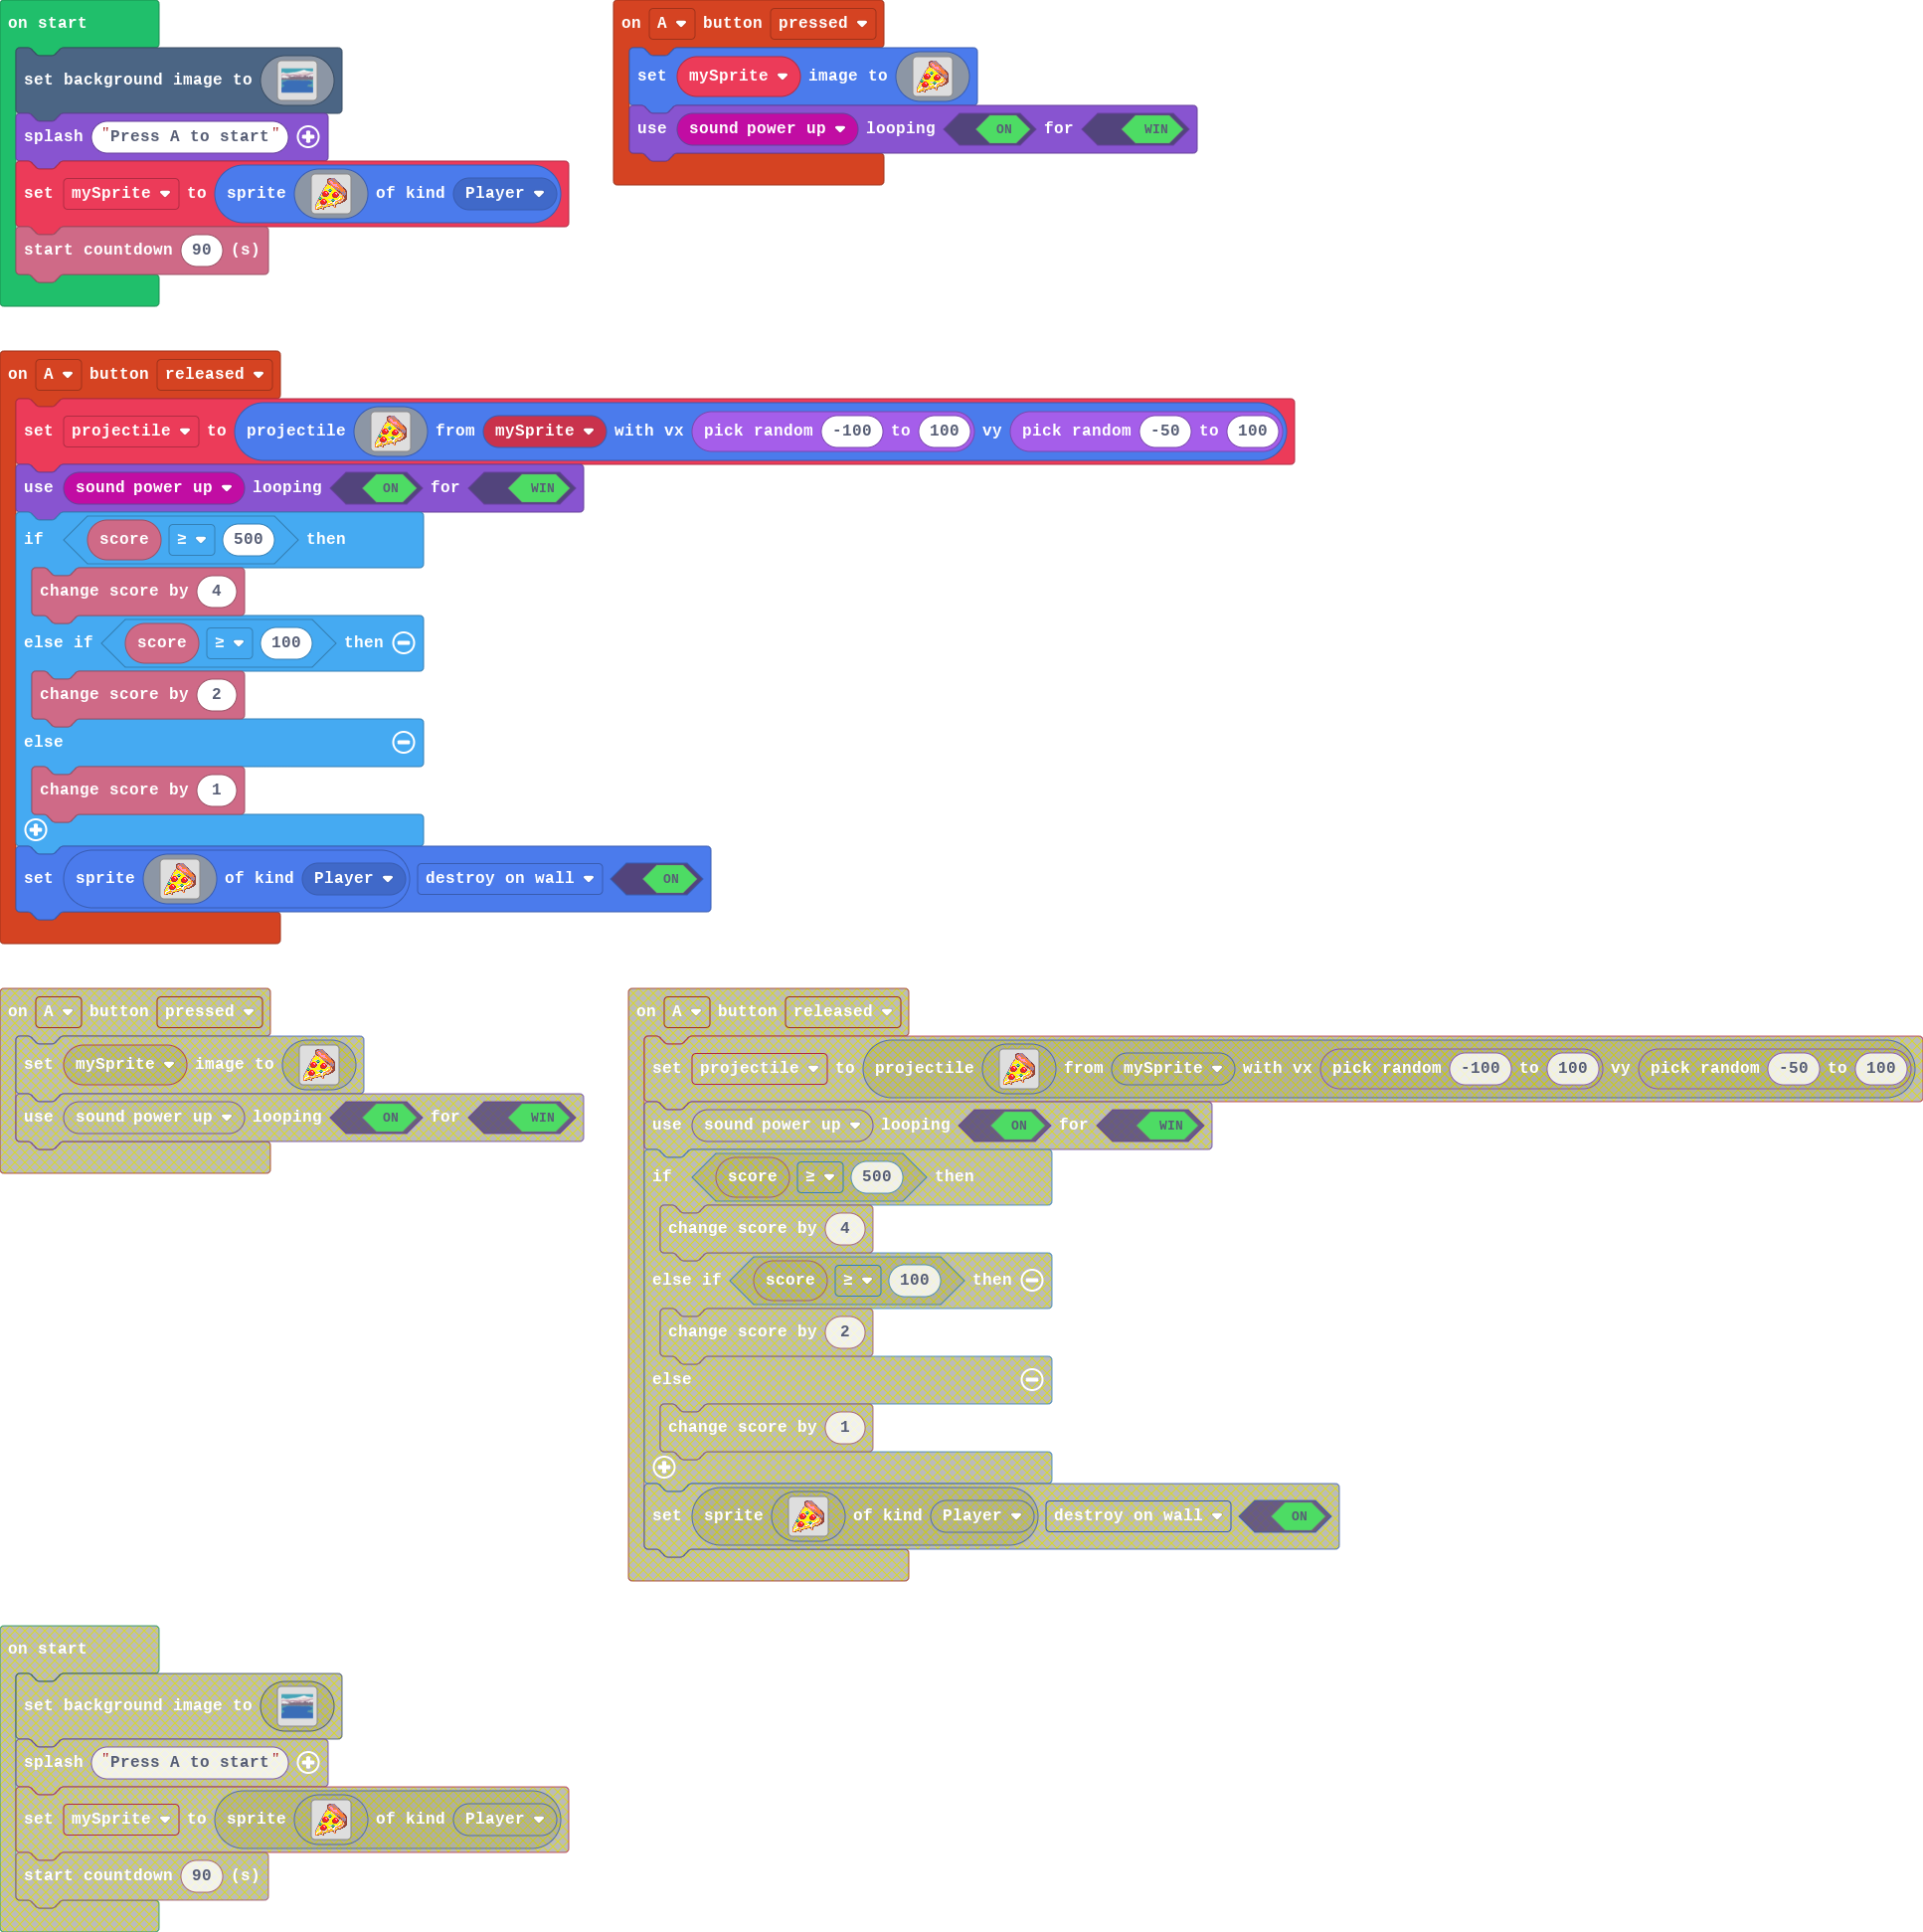 on start
set background image to
splash "Press A to start"
set mySprite to sprite of kind Player
start countdown 90 (s)
on A button pressed
set mySprite image to
use sound power up looping ON for WIN
on A button released
set projectile to projectile from mySprite with vx pick random -100 to 100 vy pick random -50 to 100
use sound power up looping ON for WIN
if score ≥ 500 then
change score by 4
else if score ≥ 100 then
change score by 2
else
change score by 1
set sprite of kind Player destroy on wall ON
on A button pressed
set mySprite image to
use sound power up looping ON for WIN
on A button released
set projectile to projectile from mySprite with vx pick random -100 to 100 vy pick random -50 to 100
use sound power up looping ON for WIN
if score ≥ 500 then
change score by 4
else if score ≥ 100 then
change score by 2
else
change score by 1
set sprite of kind Player destroy on wall ON
on start
set background image to
splash "Press A to start"
set mySprite to sprite of kind Player
start countdown 90 (s)